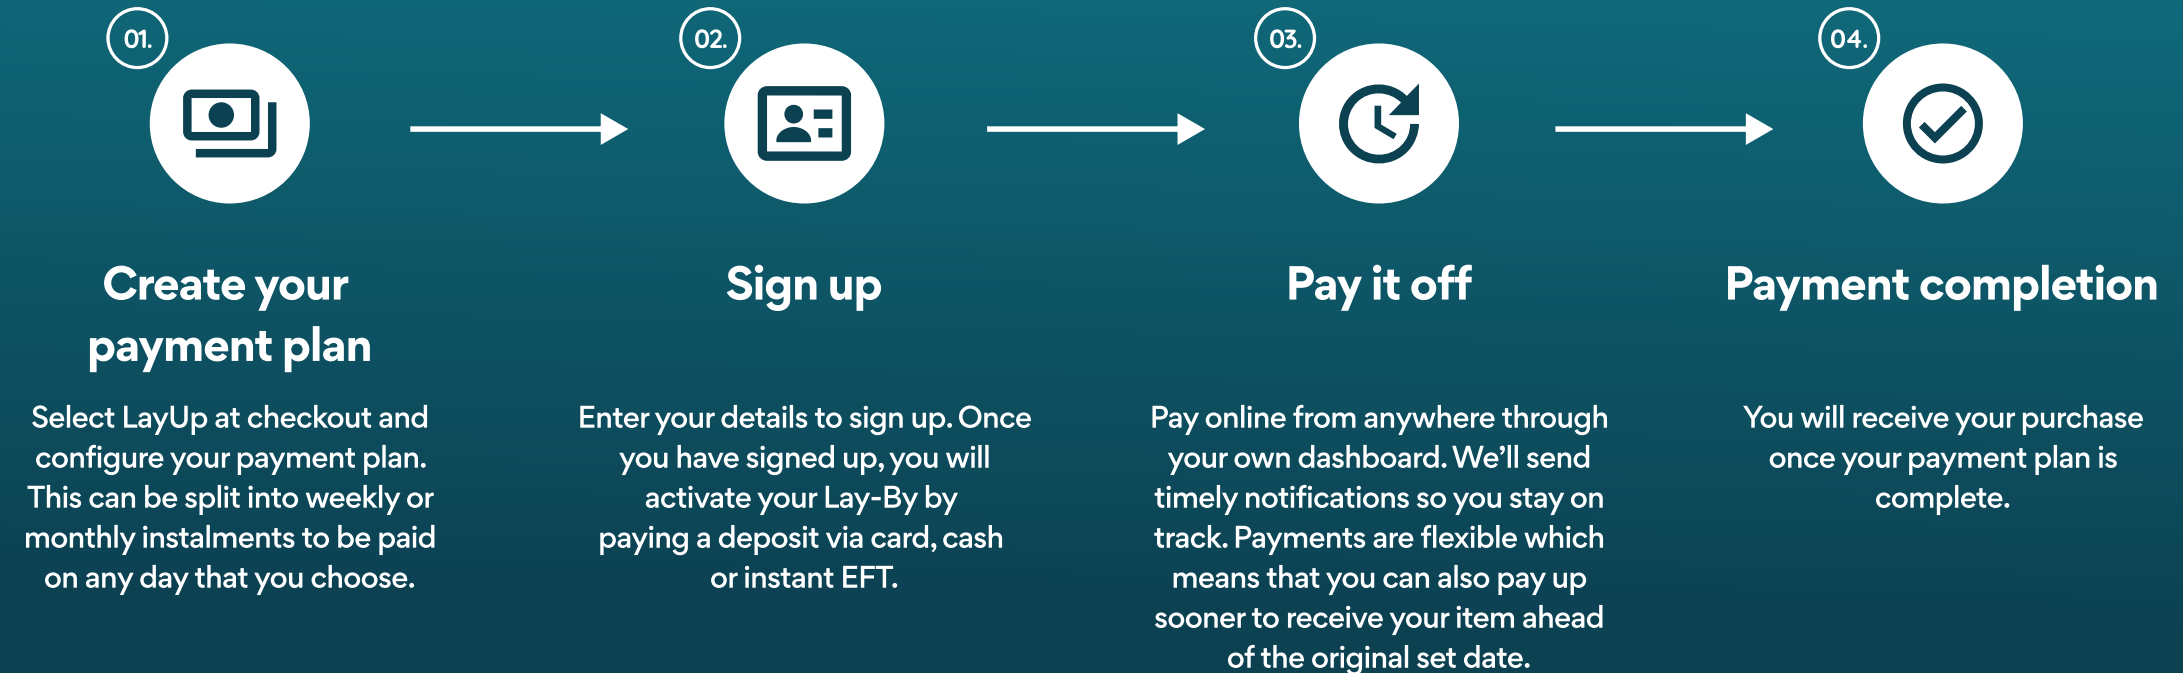 01.
Create your
payment plan
Select LayUp at checkout and
configure your payment plan.
This can be split into weekly or
monthly instalments to be paid
on any day that you choose.
02.
Sign up
Enter your details to sign up. Once
you have signed up, you will
activate your Lay-By by
paying a deposit via card, cash
or instant EFT.
03.
Pay it off
Pay online from anywhere through
your own dashboard. We’ll send
timely notifications so you stay on
track. Payments are flexible which
means that you can also pay up
sooner to receive your item ahead
of the original set date.
04.
Payment completion
You will receive your purchase
once your payment plan is
complete.